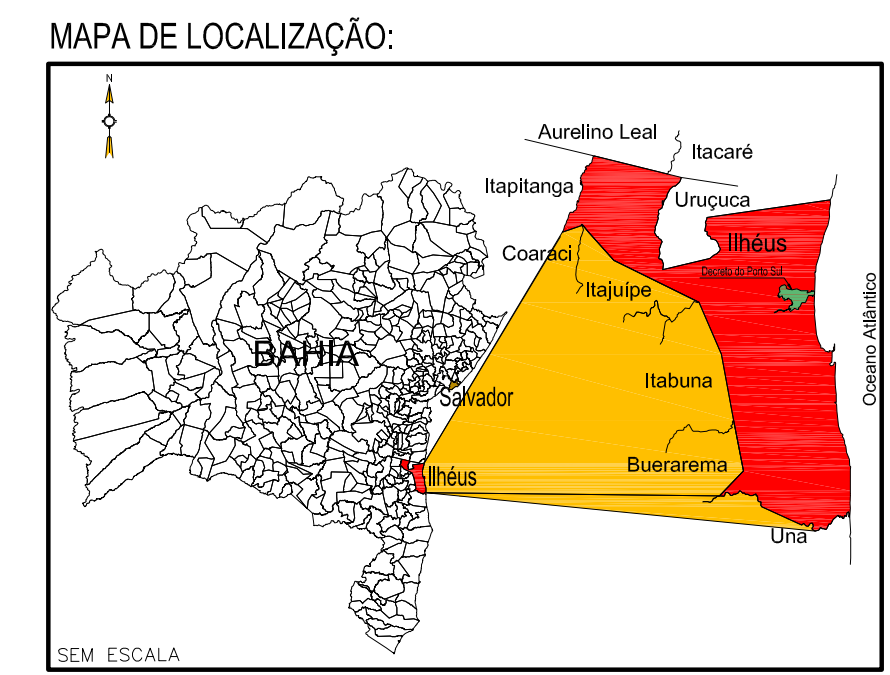 MAPA DE LOCALIZAÇÃO:
N
Aurelino Leal
Itacaré
Itapitanga
Uruçuca
Ilhéus
Coaraci
Decreto do Porto Sul
Itajuípe
Oceano Atlântico
BAHIA
Itabuna
Salvador
Buerarema
Ilhéus
Una
SEM ESCALA